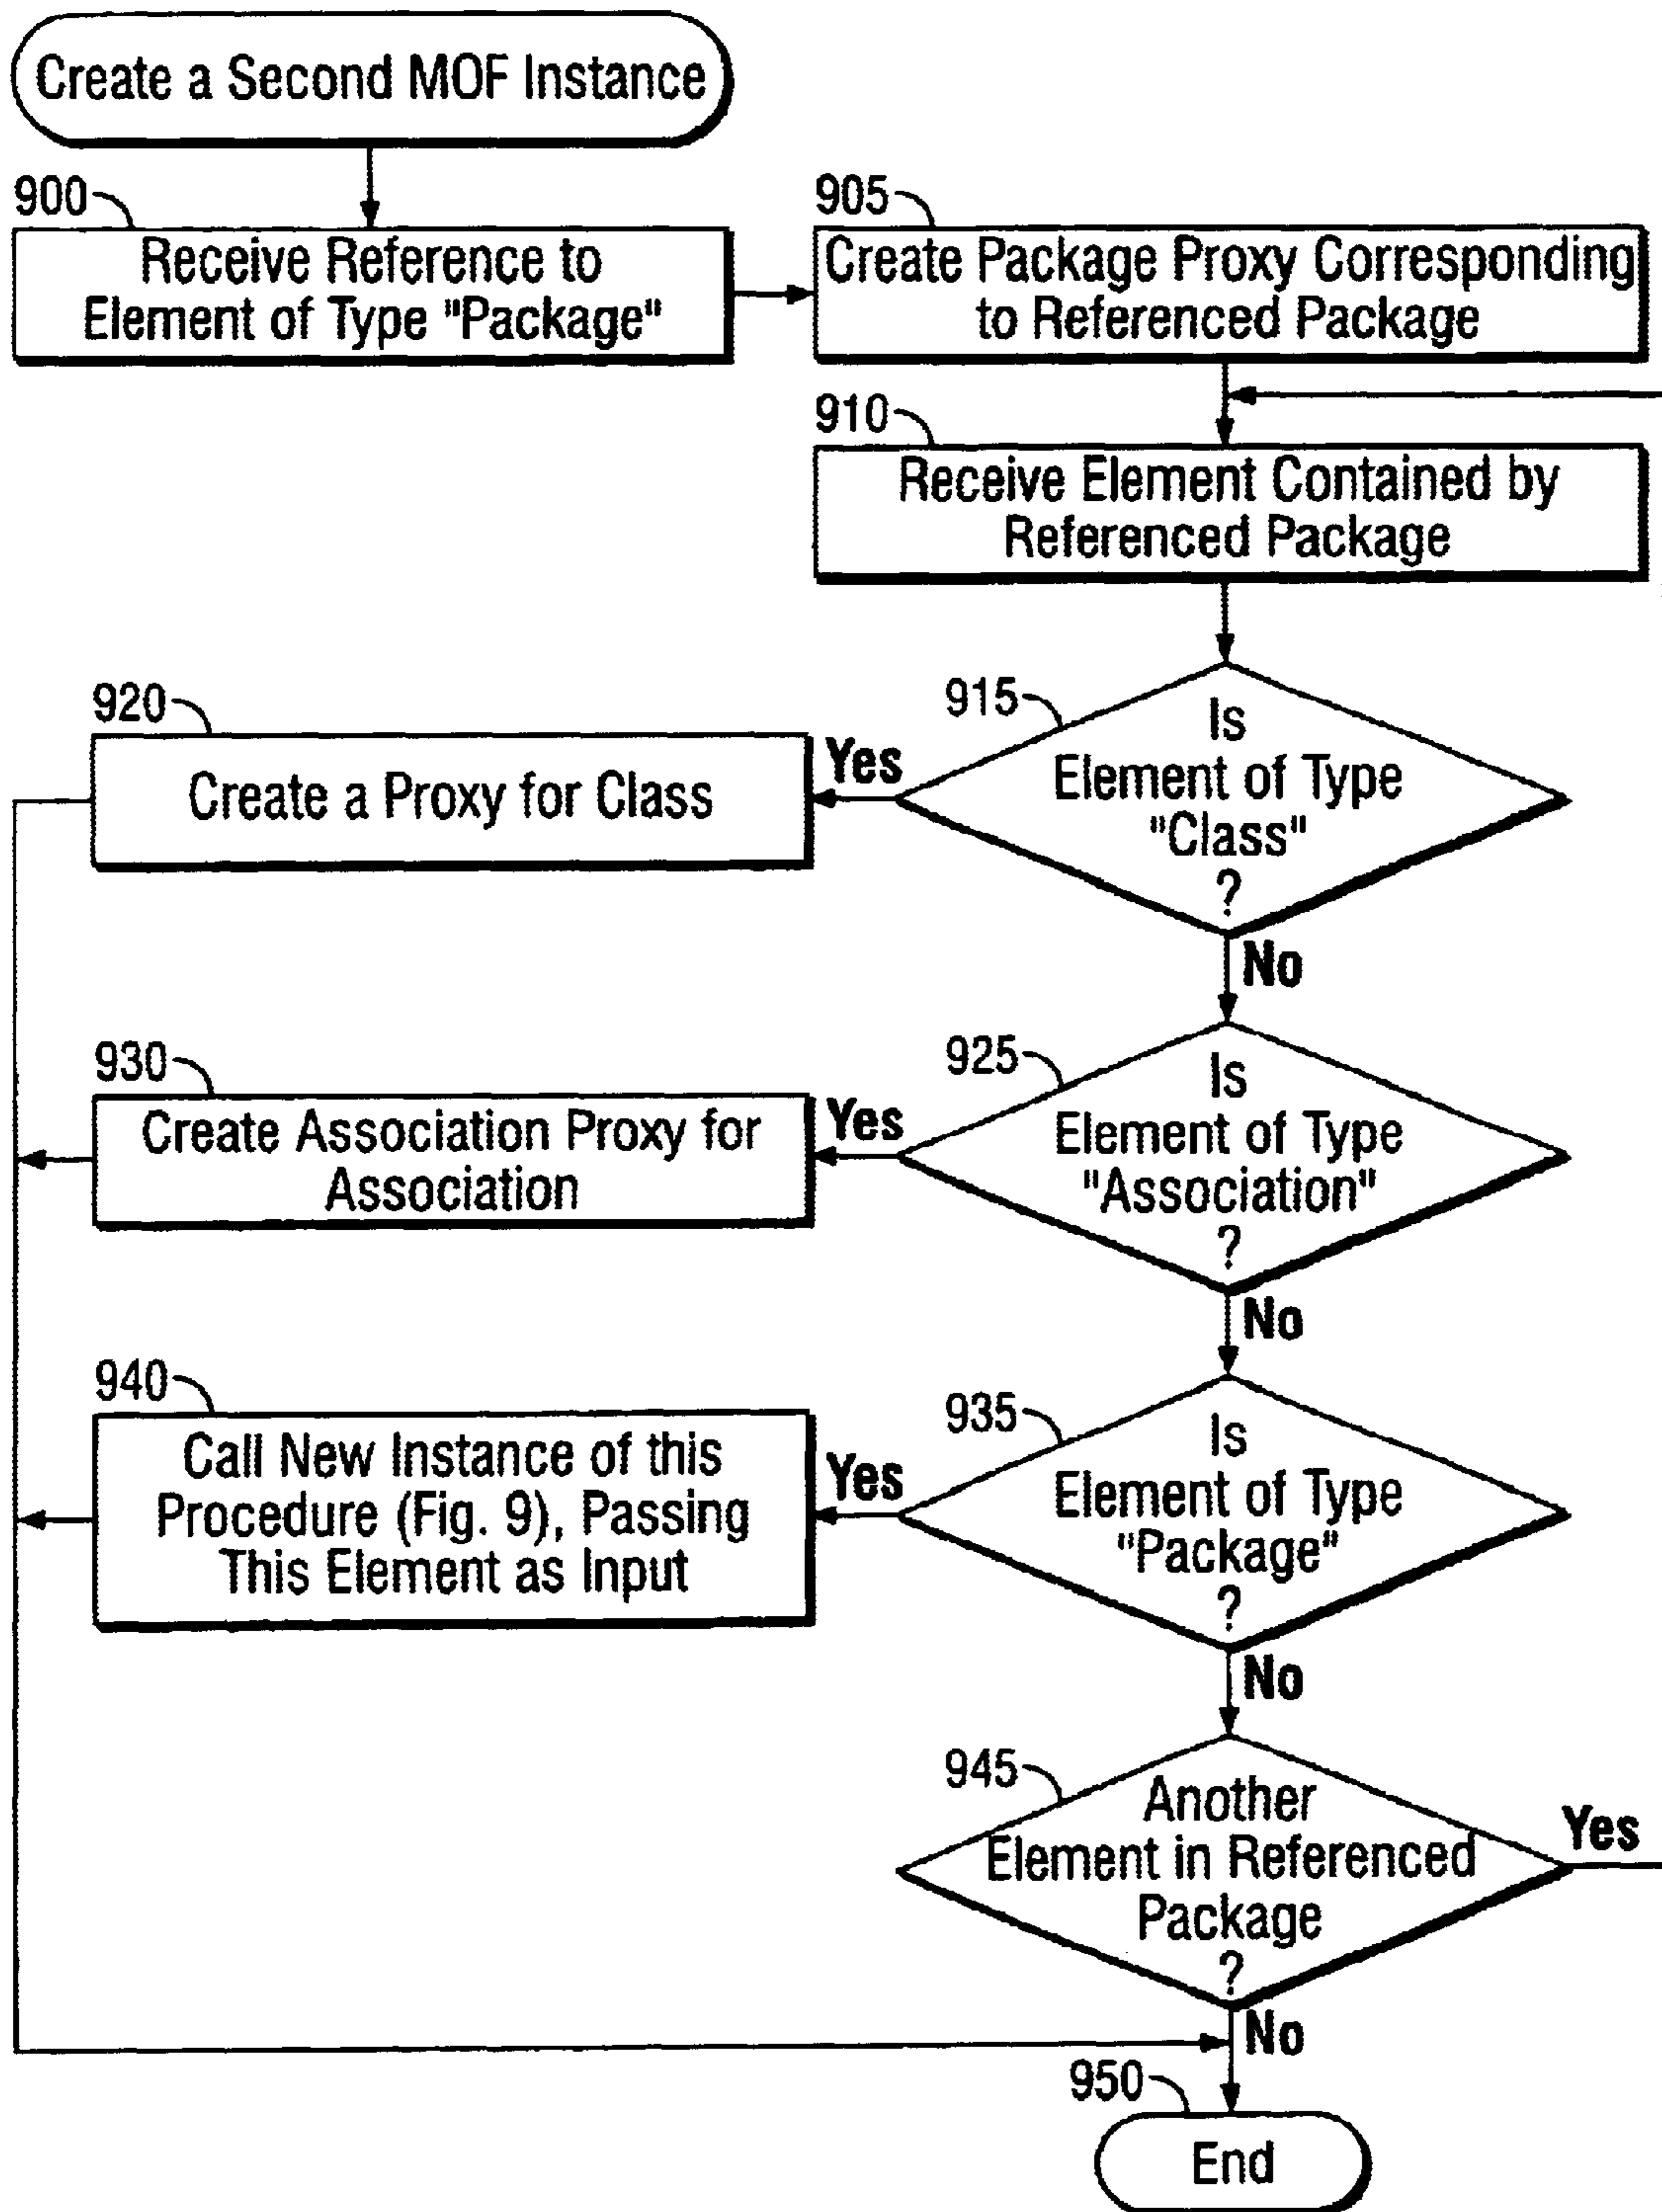 Create a Second MOF Instance
900
Receive Reference to
Element of Type "Package"
905
Create Package Proxy Corresponding
to Referenced Package
910
Receive Element Contained by
Referenced Package
915
Is
Element of Type
"Class"
?
Yes
920
Create a Proxy for Class
No
925
Is
Element of Type
"Association"
?
Yes
930
Create Association Proxy for
Association
No
935
Is
Element of Type
"Package"
?
Yes
940
Call New Instance of this
Procedure (Fig. 9), Passing
This Element as Input
No
945
Another
Element in Referenced
Package
?
Yes
No
950
End